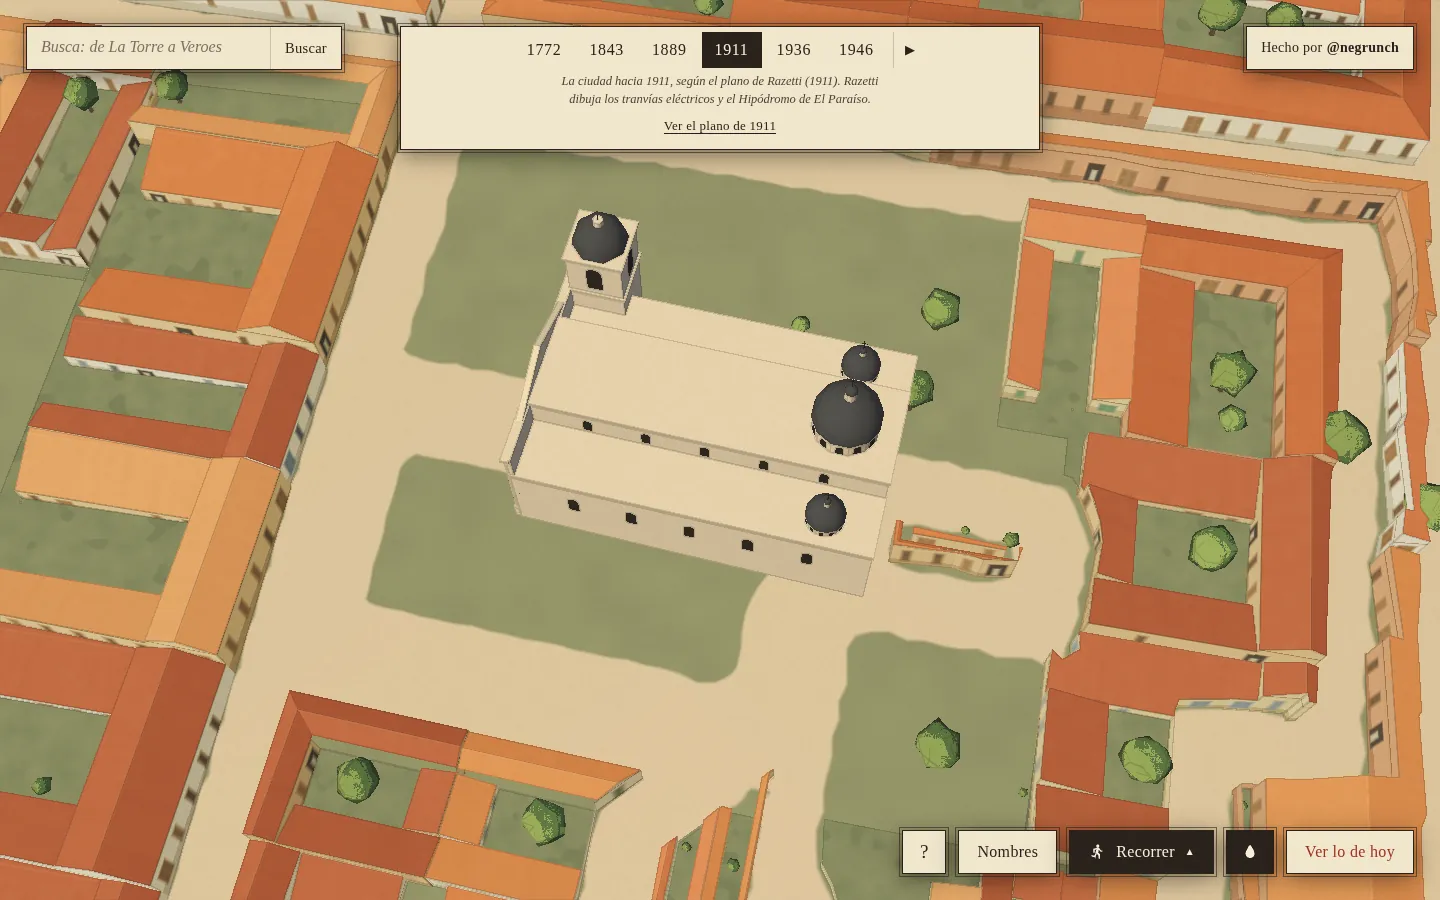 Busca: de La Torre a Veroes
Buscar
1772 1843 1889 1911 1936 1946 ▶
La ciudad hacia 1911, según el plano de Razetti (1911). Razetti
dibuja los tranvías eléctricos y el Hipódromo de El Paraíso.
Ver el plano de 1911
Hecho por @negrunch
?
Nombres
Recorrer ▲
Ver lo de hoy